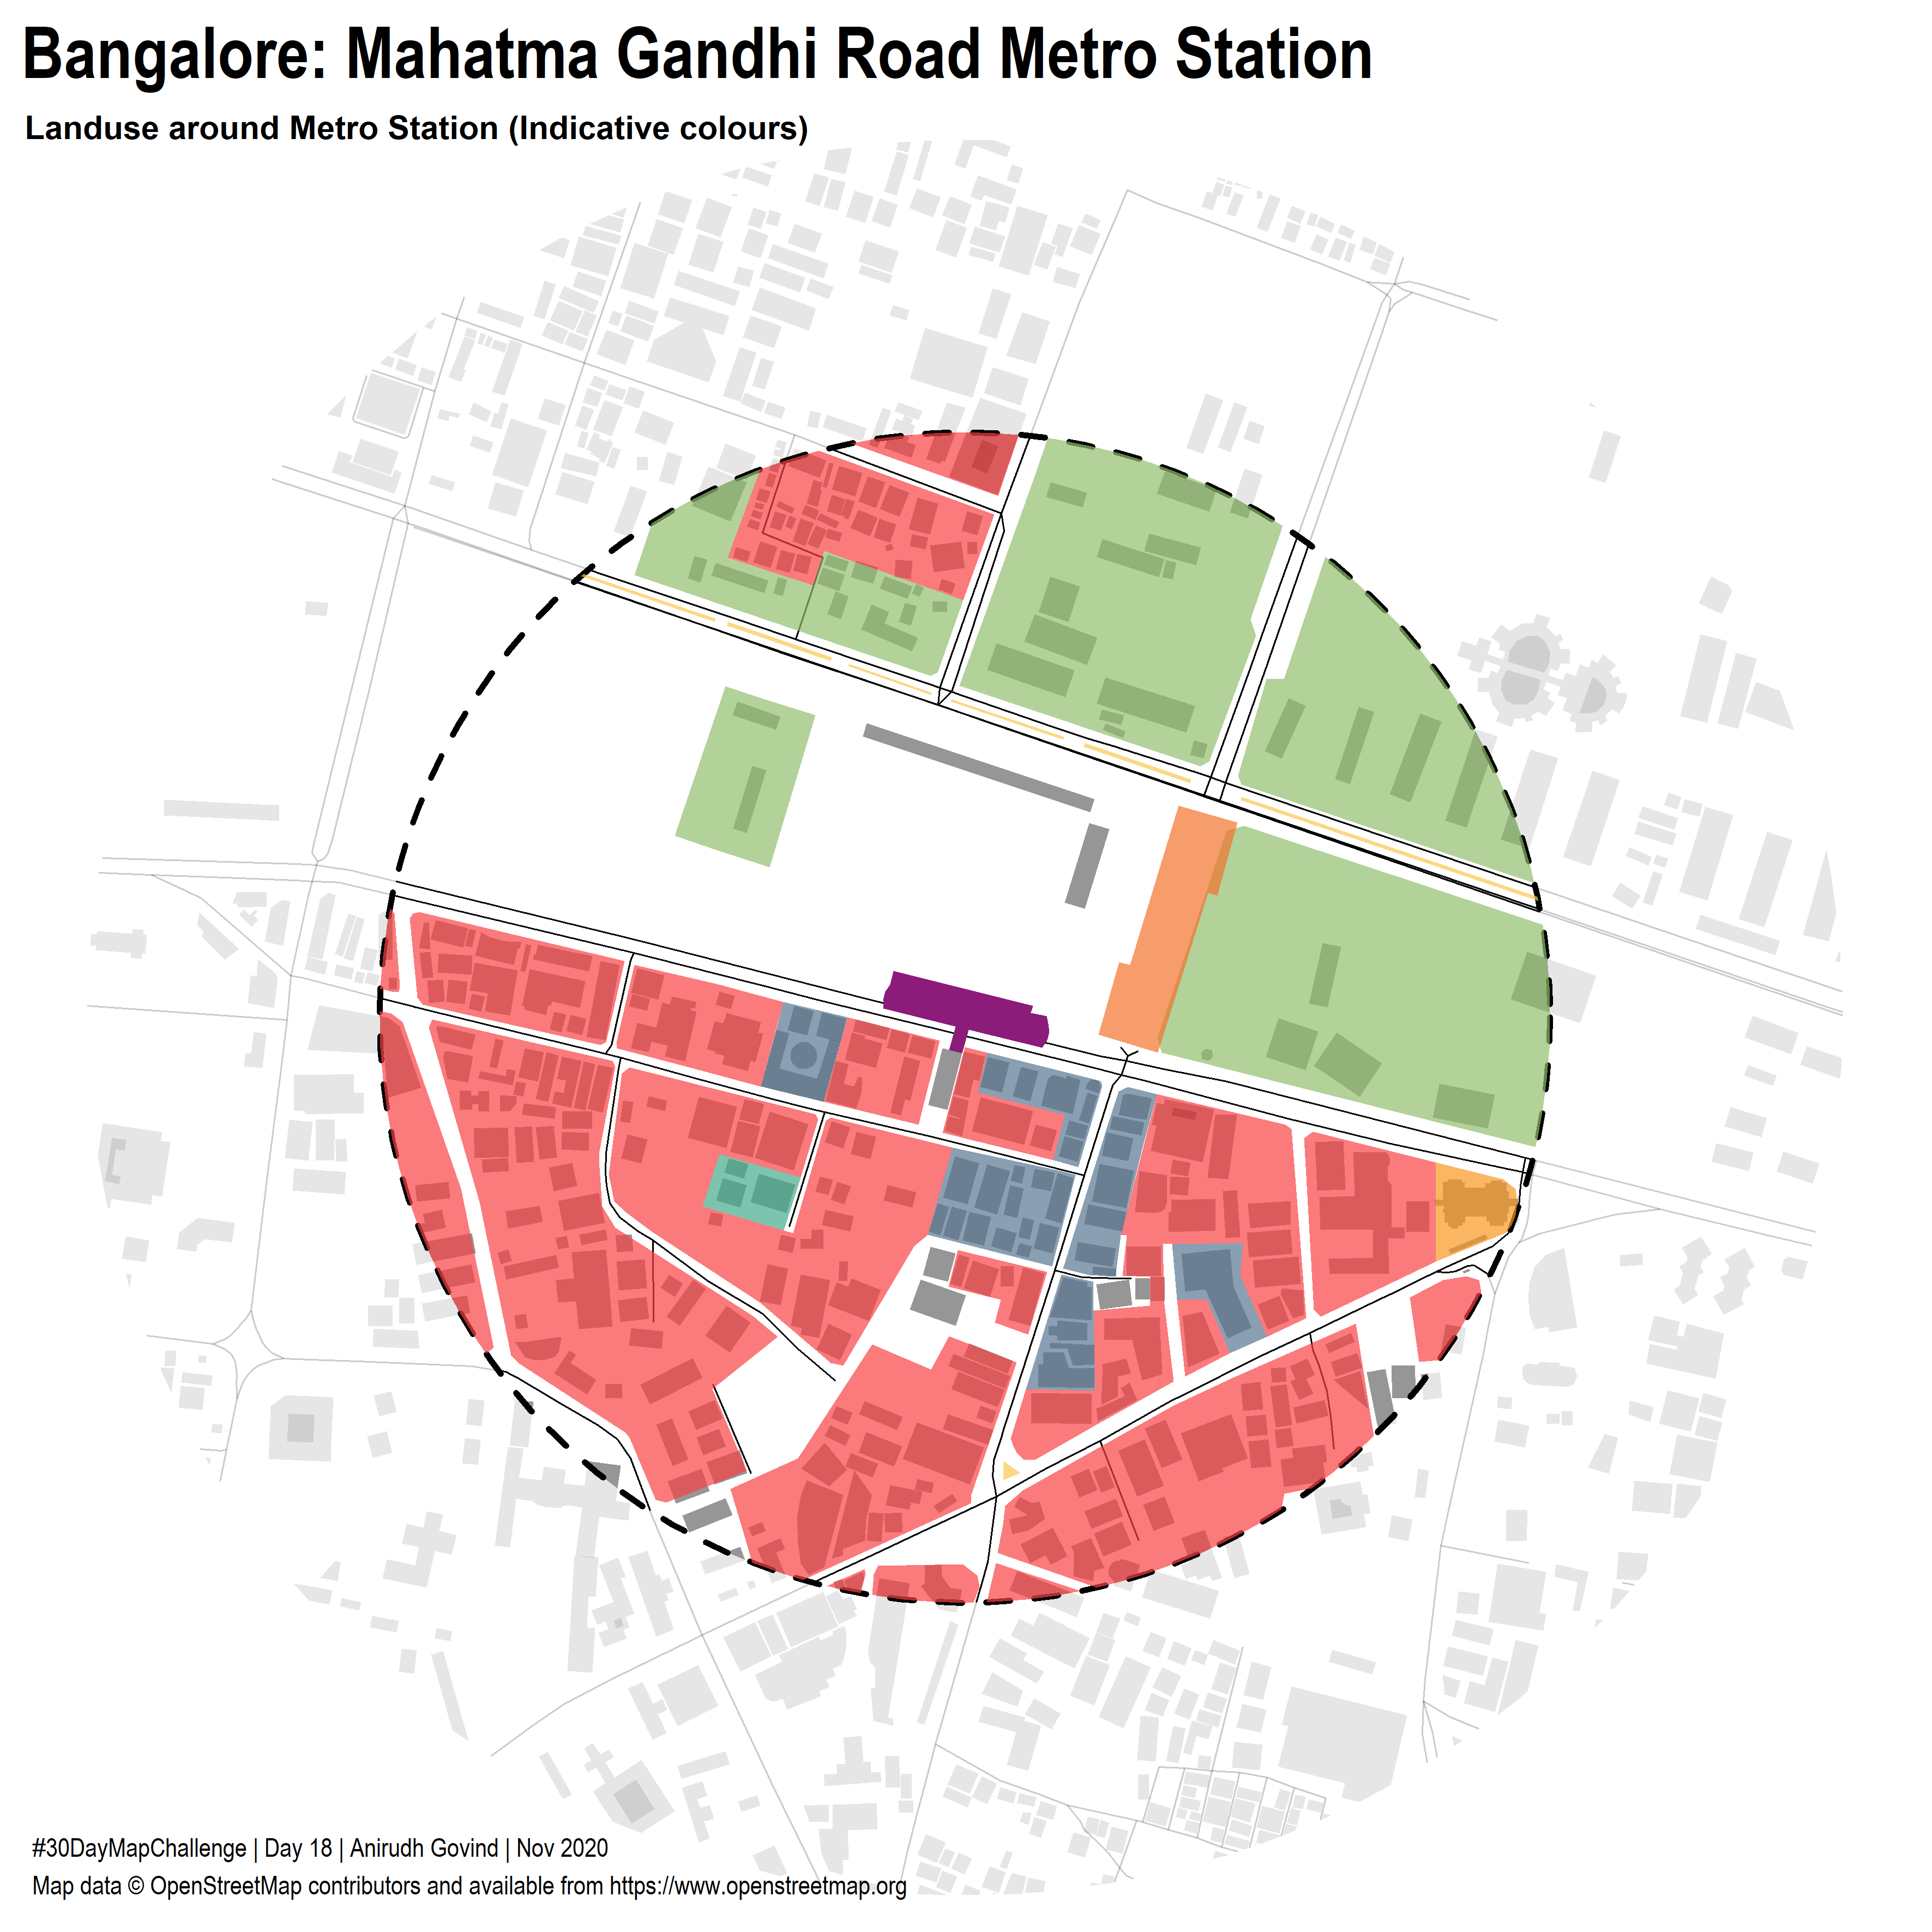 Bangalore: Mahatma Gandhi Road Metro Station
Landuse around Metro Station (Indicative colours)
#30DayMapChallenge | Day 18 | Anirudh Govind | Nov 2020
Map data © OpenStreetMap contributors and available from https://www.openstreetmap.org